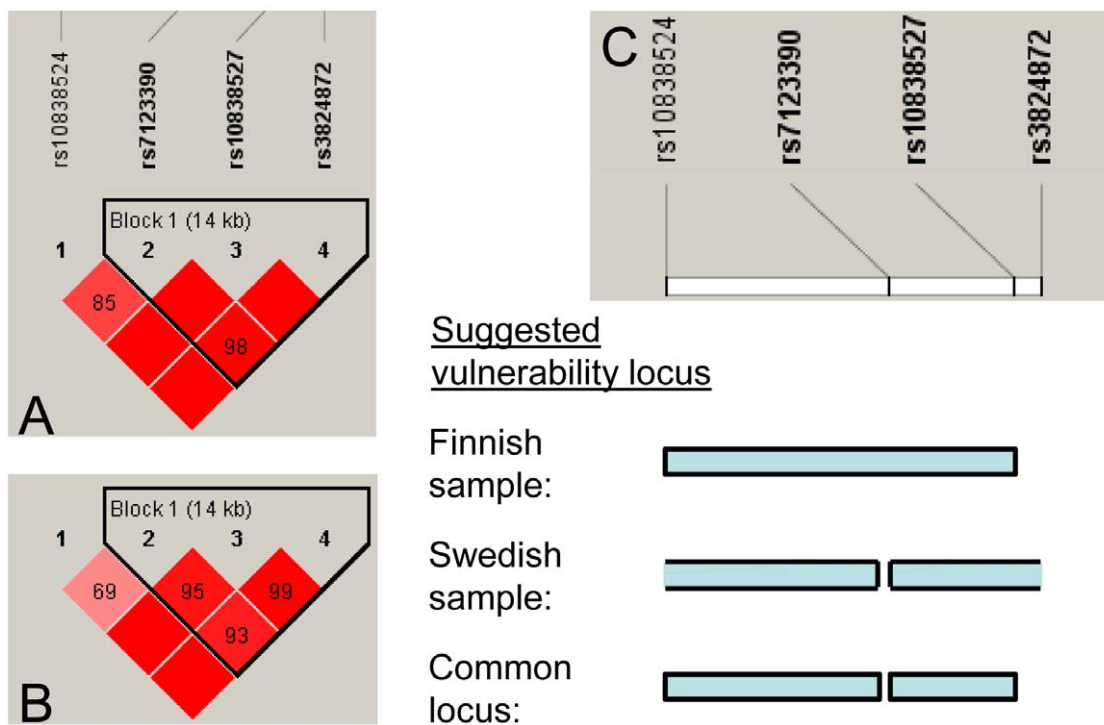 rs10838524
rs7123390
rs10838527
rs3824872
Block 1 (14 kb)
1 2 3 4
85
98
A
Block 1 (14 kb)
1 2 3 4
69 95 99
93
B
C
rs10838524
rs7123390
rs10838527
rs3824872
Suggested
vulnerability locus
Finnish
sample:
Swedish
sample:
Common
locus: